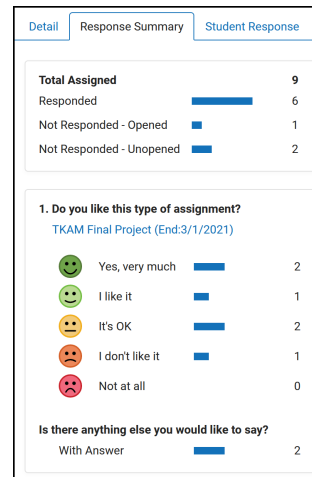 Detail Response Summary Student Response
Total Assigned 9
Responded 6
Not Responded - Opened 1
Not Responded - Unopened 2
1. Do you like this type of assignment?
TKAM Final Project (End:3/1/2021)
Yes, very much 2
I like it 1
It's OK 2
I don't like it 1
Not at all 0
Is there anything else you would like to say?
With Answer 2